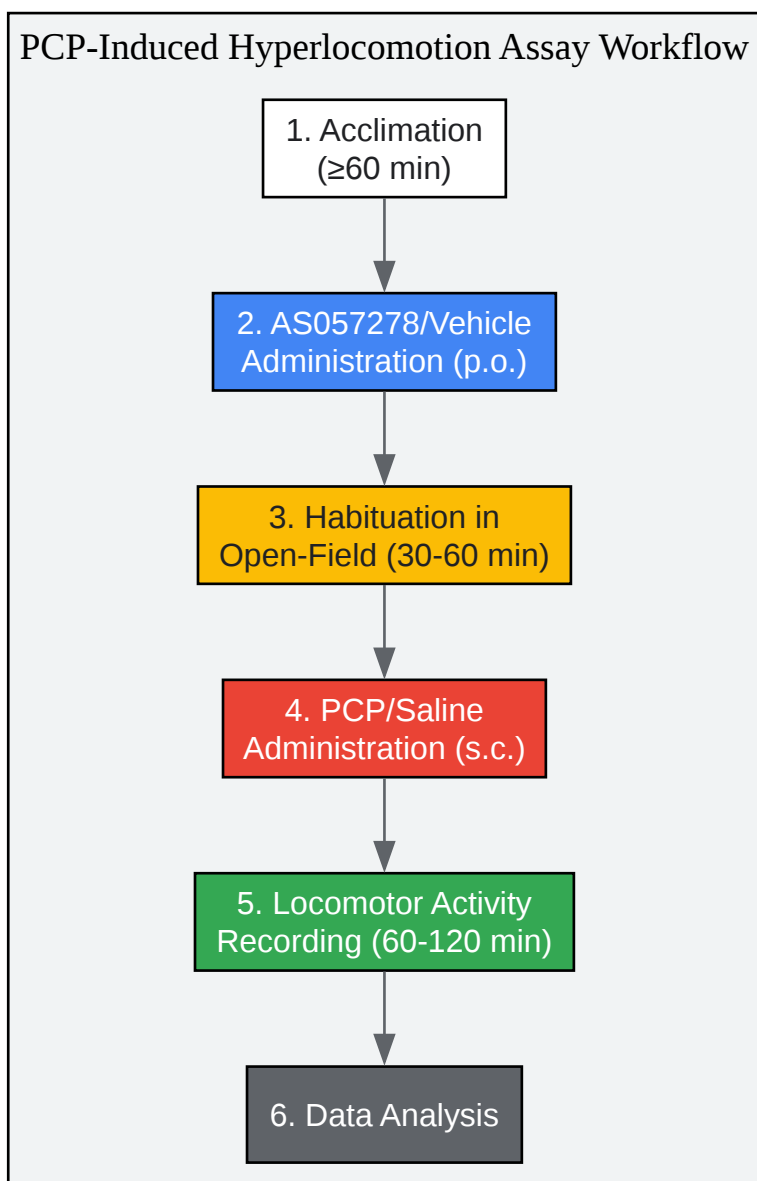 PCP-Induced Hyperlocomotion Assay Workflow
1. Acclimation
(≥60 min)
2. AS057278/Vehicle
Administration (p.o.)
3. Habituation in
Open-Field (30-60 min)
4. PCP/Saline
Administration (s.c.)
5. Locomotor Activity
Recording (60-120 min)
6. Data Analysis